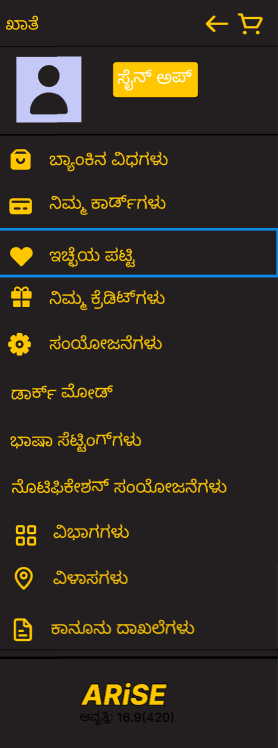 ಖಾತೆ
ಸೈನ್ ಅಪ್
ಬ್ಯಾಂಕಿನ ವಿಧಗಳು
ನಿಮ್ಮ ಕಾರ್ಡ್‌ಗಳು
ಇಚ್ಛೆಯ ಪಟ್ಟಿ
ನಿಮ್ಮ ಕ್ರೆಡಿಟ್‌ಗಳು
ಸಂಯೋಜನೆಗಳು
ಡಾರ್ಕ್ ಮೋಡ್
ಭಾಷಾ ಸೆಟ್ಟಿಂಗ್‌ಗಳು
ನೊಟಿಫಿಕೇಶನ್ ಸಂಯೋಜನೆಗಳು
ವಿಭಾಗಗಳು
ವಿಳಾಸಗಳು
ಕಾನೂನು ದಾಖಲೆಗಳು
ARiSE
ಆವೃತ್ತಿ: 16.9(420)